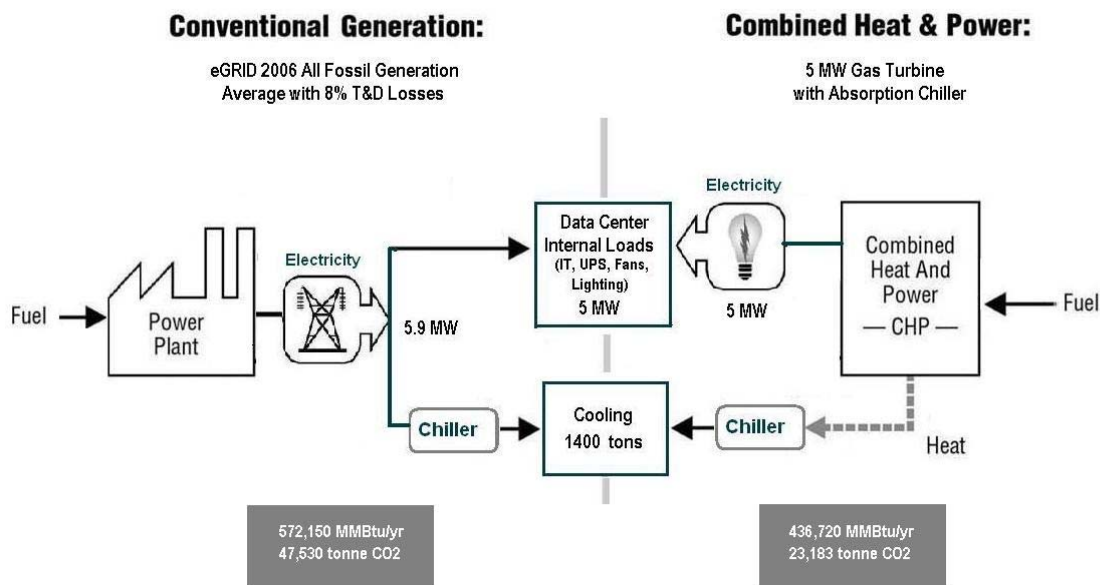 Conventional Generation:
eGRID 2006 All Fossil Generation
Average with 8% T&D Losses
Combined Heat & Power:
5 MW Gas Turbine
with Absorption Chiller
Fuel
Power
Plant
Electricity
5.9 MW
Chiller
Data Center
Internal Loads
(IT, UPS, Fans,
Lighting)
5 MW
Cooling
1400 tons
Electricity
5 MW
Chiller
Combined
Heat And
Power
— CHP —
Fuel
Heat
572,150 MMBtu/yr
47,530 tonne CO2
436,720 MMBtu/yr
23,183 tonne CO2